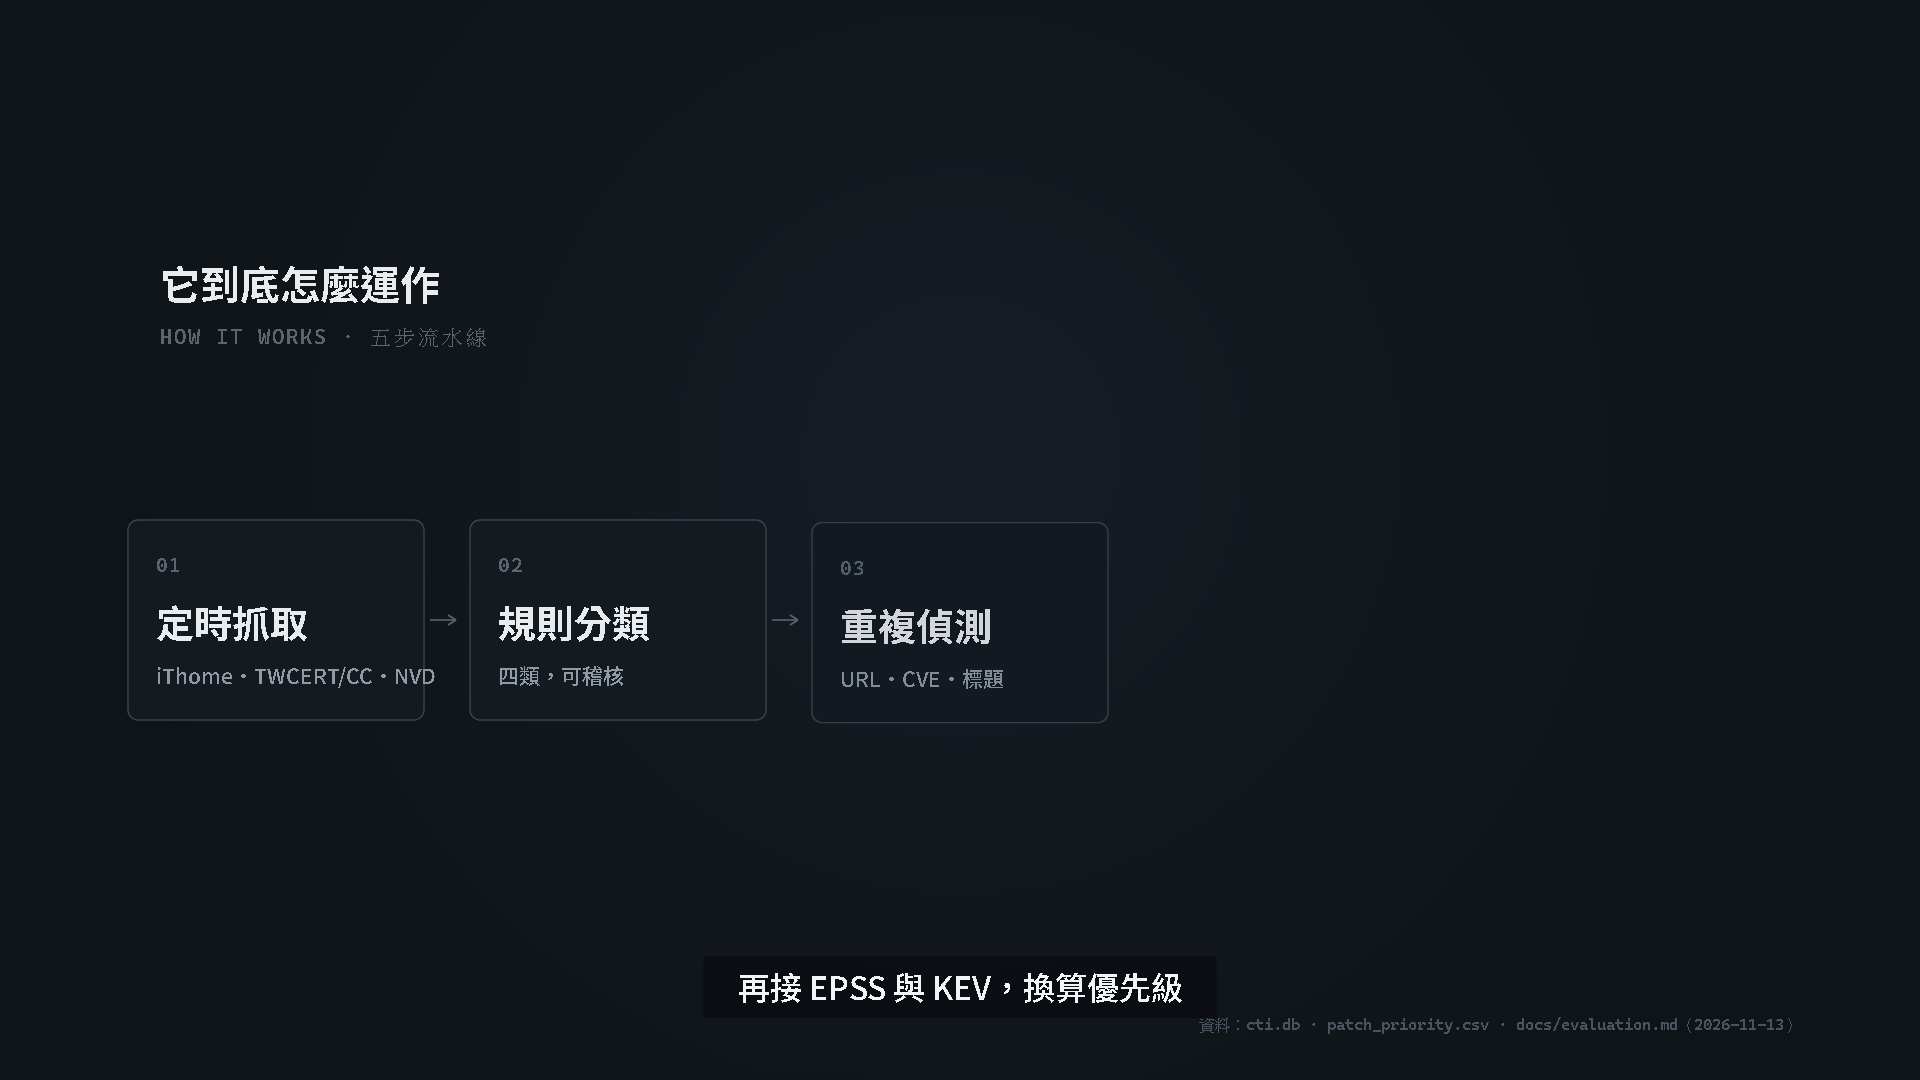 它到底怎麼運作
HOW IT WORKS · 五步流水線
01
定時抓取
iThome・TWCERT/CC・NVD
→
02
規則分類
四類，可稽核
→
03
重複偵測
URL・CVE・標題
再接 EPSS 與 KEV，換算優先級
資料：cti.db · patch_priority.csv · docs/evaluation.md（2026-11-13）